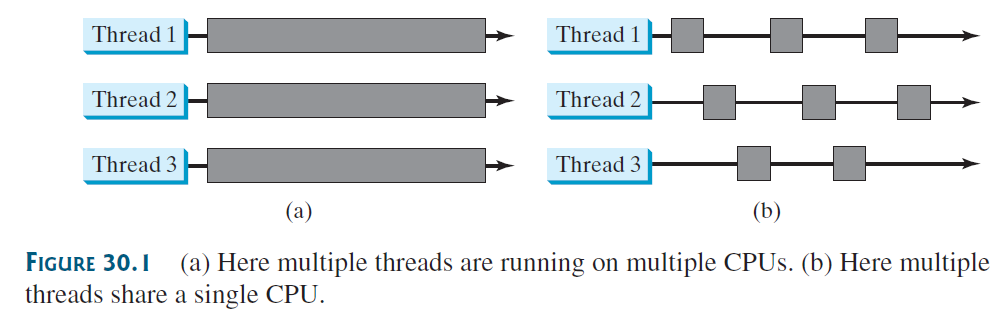 Thread 1
Thread 2
Thread 3
(a)
Thread 1
Thread 2
Thread 3
(b)
FIGURE 30.1 (a) Here multiple threads are running on multiple CPUs. (b) Here multiple
threads share a single CPU.